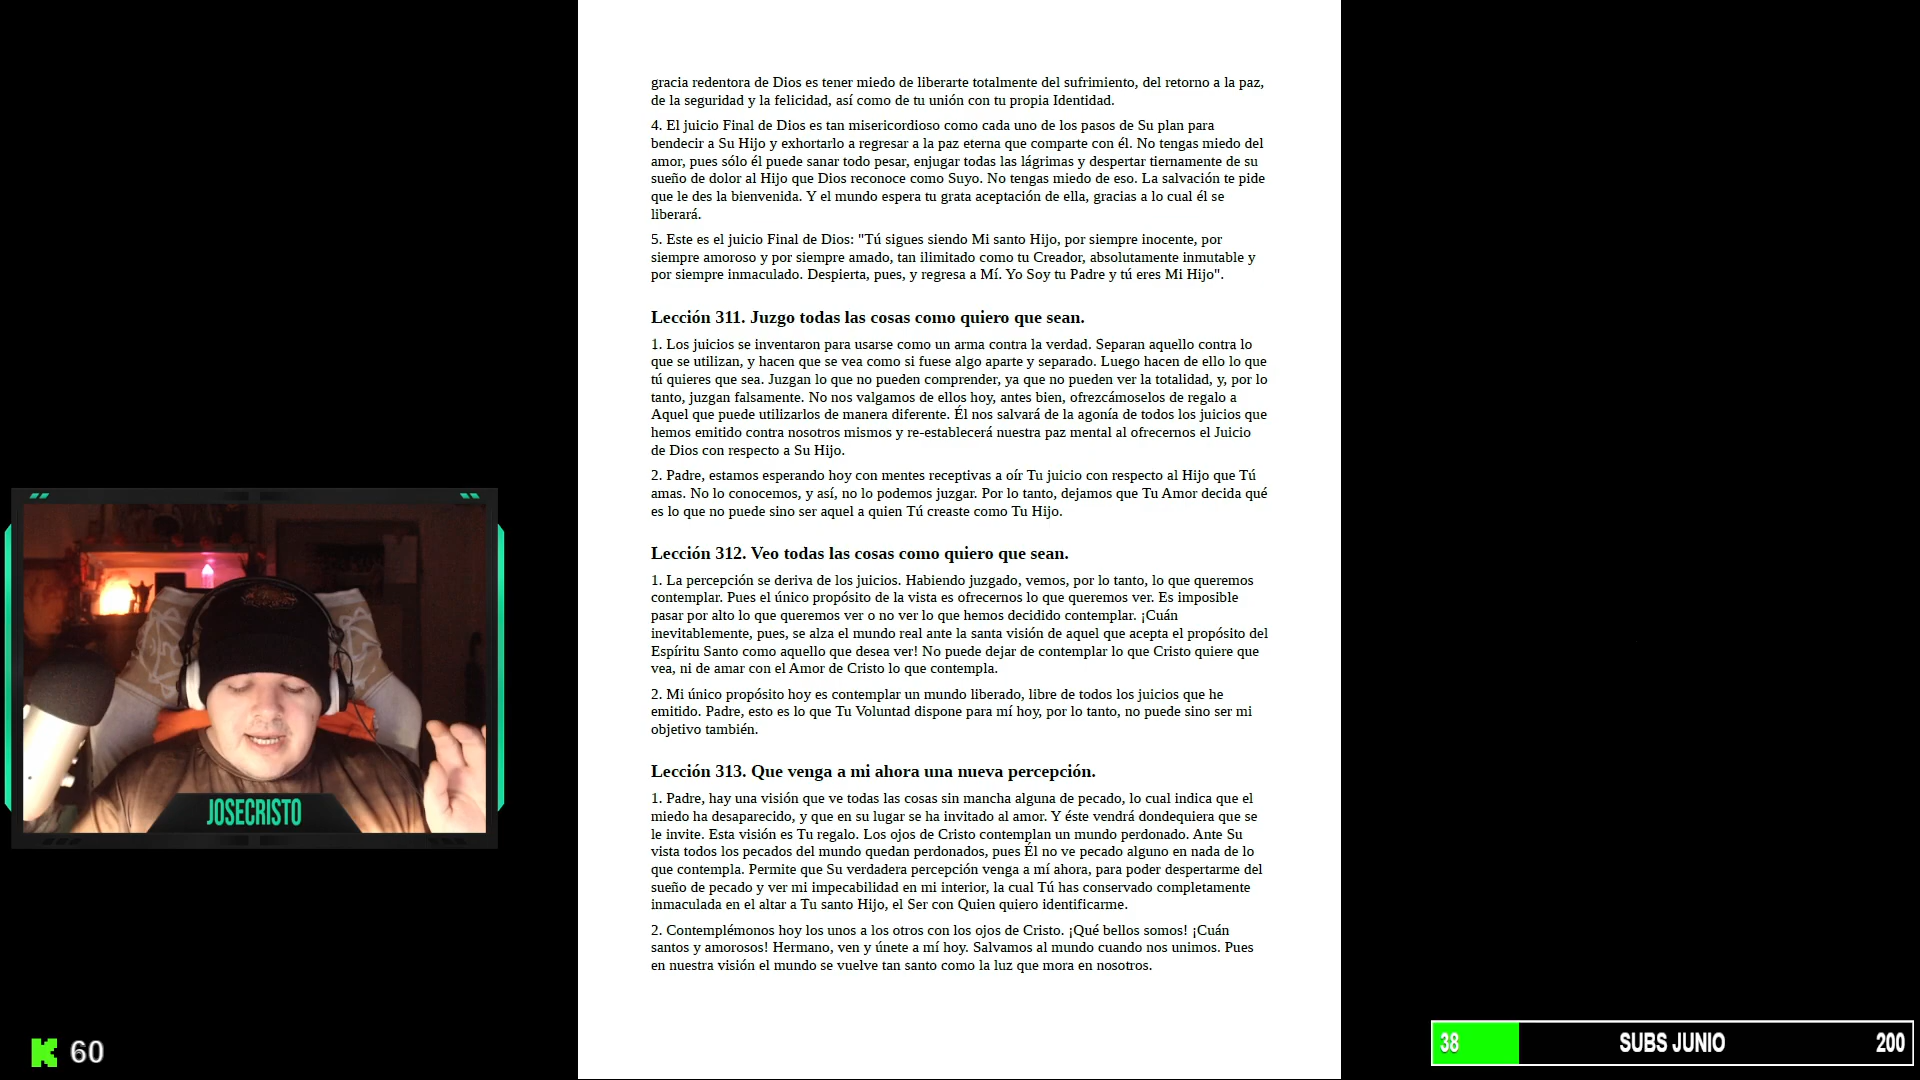 gracia redentora de Dios es tener miedo de liberarte totalmente del sufrimiento, del retorno a la paz,
de la seguridad y la felicidad, así como de tu unión con tu propia Identidad.
4. El juicio Final de Dios es tan misericordioso como cada uno de los pasos de Su plan para
bendecir a Su Hijo y exhortarlo a regresar a la paz eterna que comparte con él. No tengas miedo del
amor, pues sólo él puede sanar todo pesar, enjugar todas las lágrimas y despertar tiernamente de su
sueño de dolor al Hijo que Dios reconoce como Suyo. No tengas miedo de eso. La salvación te pide
que le des la bienvenida. Y el mundo espera tu grata aceptación de ella, gracias a lo cual él se
liberará.
5. Este es el juicio Final de Dios: "Tú sigues siendo Mi santo Hijo, por siempre inocente, por
siempre amoroso y por siempre amado, tan ilimitado como tu Creador, absolutamente inmutable y
por siempre inmaculado. Despierta, pues, y regresa a Mí. Yo Soy tu Padre y tú eres Mi Hijo".
Lección 311. Juzgo todas las cosas como quiero que sean.
1. Los juicios se inventaron para usarse como un arma contra la verdad. Separan aquello contra lo
que se utilizan, y hacen que se vea como si fuese algo aparte y separado. Luego hacen de ello lo que
tú quieres que sea. Juzgan lo que no pueden comprender, ya que no pueden ver la totalidad, y, por lo
tanto, juzgan falsamente. No nos valgamos de ellos hoy, antes bien, ofrezcámoselos de regalo a
Aquel que puede utilizarlos de manera diferente. Él nos salvará de la agonía de todos los juicios que
hemos emitido contra nosotros mismos y re-establecerá nuestra paz mental al ofrecernos el Juicio
de Dios con respecto a Su Hijo.
2. Padre, estamos esperando hoy con mentes receptivas a oír Tu juicio con respecto al Hijo que Tú
amas. No lo conocemos, y así, no lo podemos juzgar. Por lo tanto, dejamos que Tu Amor decida qué
es lo que no puede sino ser aquel a quien Tú creaste como Tu Hijo.
Lección 312. Veo todas las cosas como quiero que sean.
1. La percepción se deriva de los juicios. Habiendo juzgado, vemos, por lo tanto, lo que queremos
contemplar. Pues el único propósito de la vista es ofrecernos lo que queremos ver. Es imposible
pasar por alto lo que queremos ver o no ver lo que hemos decidido contemplar. ¡Cuán
inevitablemente, pues, se alza el mundo real ante la santa visión de aquel que acepta el propósito del
Espíritu Santo como aquello que desea ver! No puede dejar de contemplar lo que Cristo quiere que
vea, ni de amar con el Amor de Cristo lo que contempla.
2. Mi único propósito hoy es contemplar un mundo liberado, libre de todos los juicios que he
emitido. Padre, esto es lo que Tu Voluntad dispone para mí hoy, por lo tanto, no puede sino ser mi
objetivo también.
Lección 313. Que venga a mi ahora una nueva percepción.
1. Padre, hay una visión que ve todas las cosas sin mancha alguna de pecado, lo cual indica que el
miedo ha desaparecido, y que en su lugar se ha invitado al amor. Y éste vendrá dondequiera que se
le invite. Esta visión es Tu regalo. Los ojos de Cristo contemplan un mundo perdonado. Ante Su
vista todos los pecados del mundo quedan perdonados, pues Él no ve pecado alguno en nada de lo
que contempla. Permite que Su verdadera percepción venga a mí ahora, para poder despertarme del
sueño de pecado y ver mi impecabilidad en mi interior, la cual Tú has conservado completamente
inmaculada en el altar a Tu santo Hijo, el Ser con Quien quiero identificarme.
2. Contemplémonos hoy los unos a los otros con los ojos de Cristo. ¡Qué bellos somos! ¡Cuán
santos y amorosos! Hermano, ven y únete a mí hoy. Salvamos al mundo cuando nos unimos. Pues
en nuestra visión el mundo se vuelve tan santo como la luz que mora en nosotros.
JOSECRISTO
K 60
38 SUBS JUNIO 200